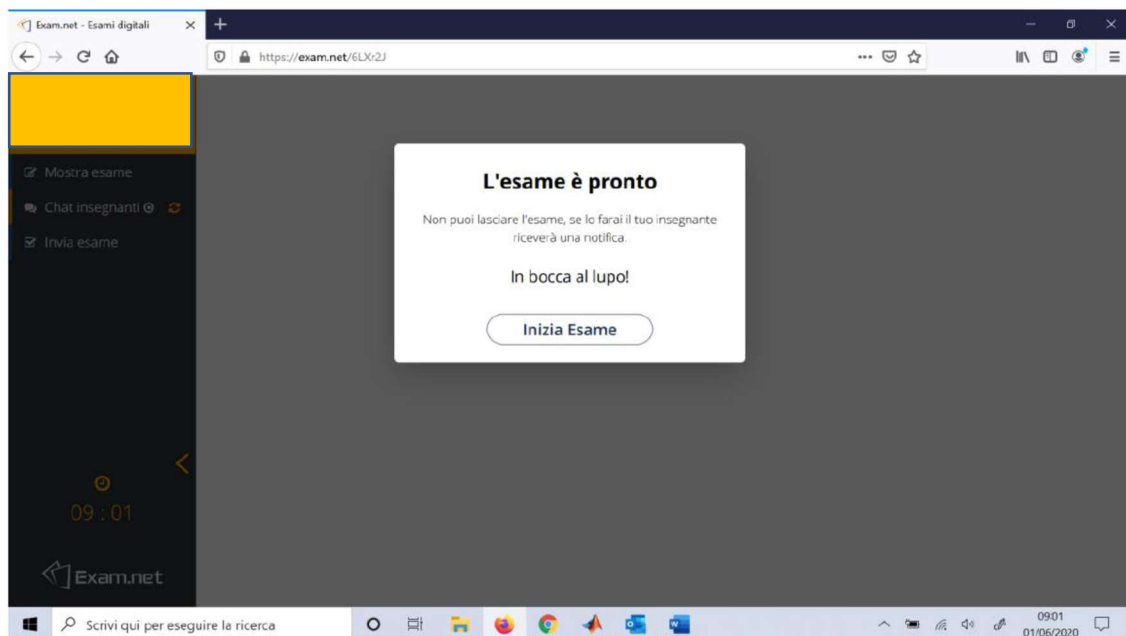 Exam.net - Esami digitali
https://exam.net/6LXr2J
Mostra esame
Chat insegnanti
Invia esame
L'esame è pronto
Non puoi lasciare l'esame, se lo farai il tuo insegnante
riceverà una notifica.
In bocca al lupo!
Inizia Esame
09 : 01
Exam.net
Scrivi qui per eseguire la ricerca
09:01
01/06/2020